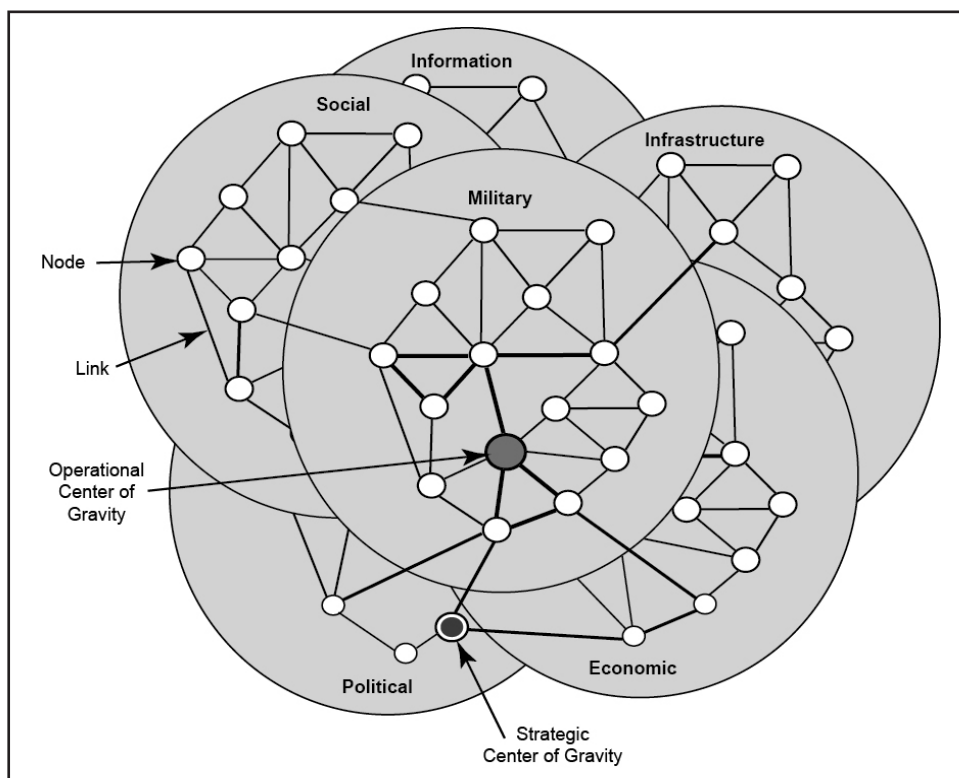 Information
Social
Infrastructure
Military
Node
Link
Operational
Center of
Gravity
Economic
Political
Strategic
Center of Gravity